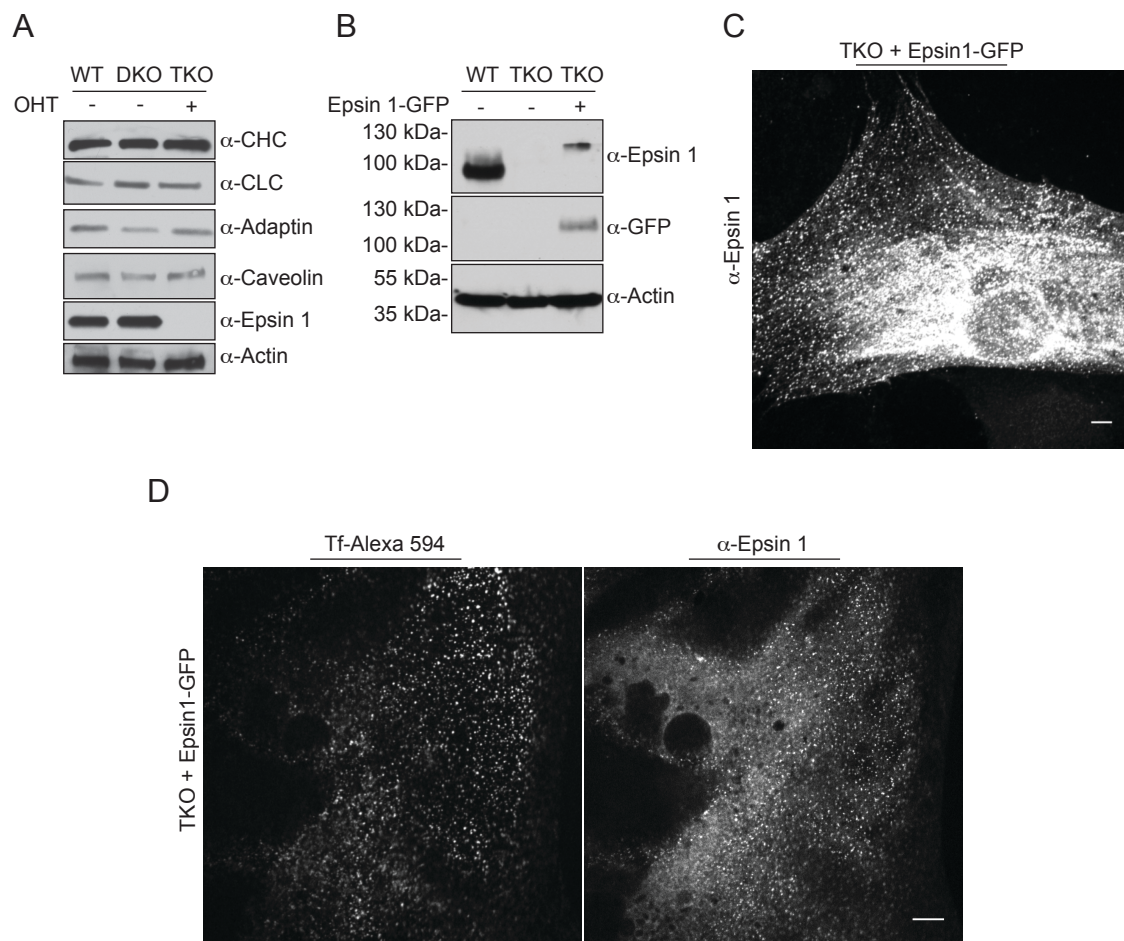 A
WT DKO TKO
OHT - - +
α-CHC
α-CLC
α-Adaptin
α-Caveolin
α-Epsin 1
α-Actin
B
WT TKO TKO
Epsin 1-GFP - - +
130 kDa-
100 kDa-
α-Epsin 1
130 kDa-
100 kDa-
α-GFP
55 kDa-
35 kDa-
α-Actin
C
TKO + Epsin1-GFP
α-Epsin 1
D
Tf-Alexa 594
α-Epsin 1
TKO + Epsin1-GFP